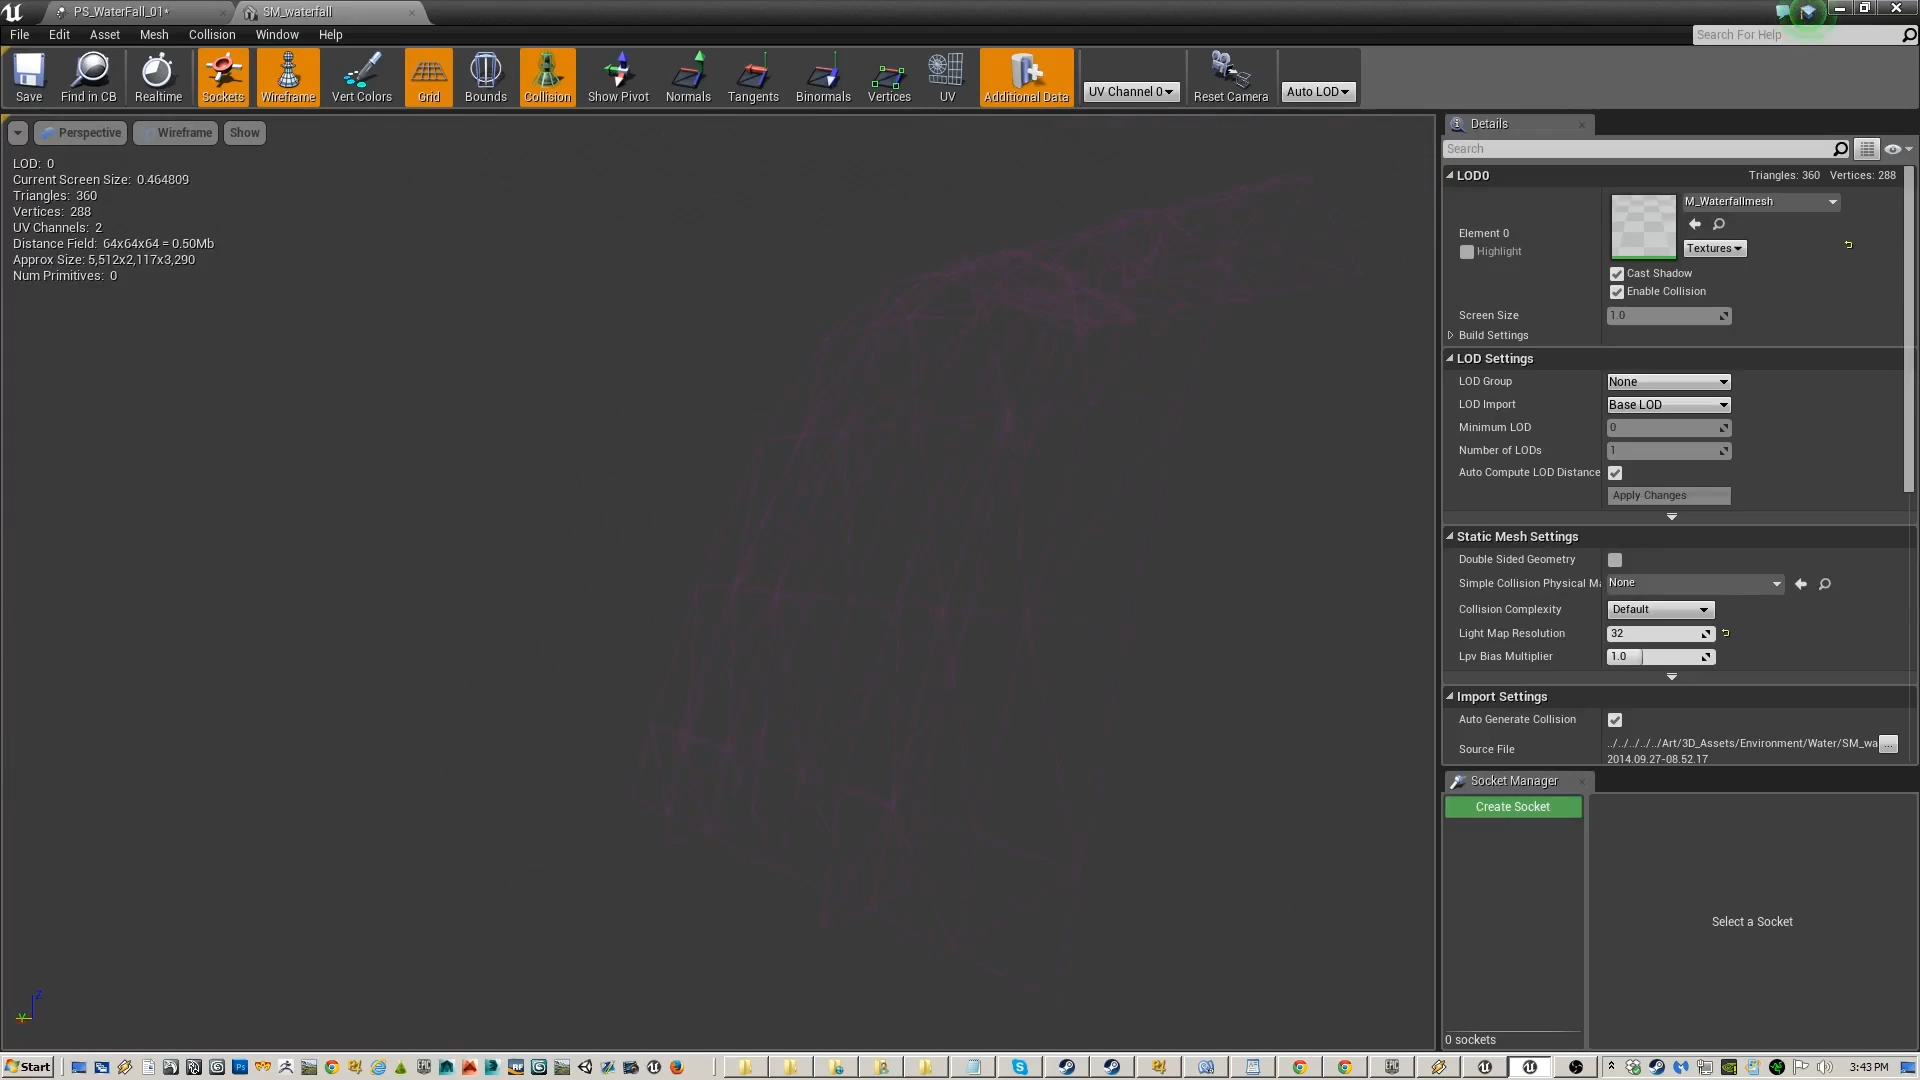 PS_WaterFall_01*
SM_waterfall
File Edit Asset Mesh Collision Window Help
Search For Help
Save Find in CB Realtime Sockets Wireframe Vert Colors Grid Bounds Collision Show Pivot Normals Tangents Binormals Vertices UV Additional Data UV Channel 0 Reset Camera Auto LOD
Perspective Wireframe Show
LOD: 0
Current Screen Size: 0.464809
Triangles: 360
Vertices: 288
UV Channels: 2
Distance Field: 64x64x64 = 0.50Mb
Approx Size: 5,512x2,117x3,290
Num Primitives: 0
Details
Search
LOD0 Triangles: 360 Vertices: 288
M_Waterfallmesh
Element 0
Highlight
Textures
Cast Shadow
Enable Collision
Screen Size 1.0
Build Settings
LOD Settings
LOD Group None
LOD Import Base LOD
Minimum LOD 0
Number of LODs 1
Auto Compute LOD Distance
Apply Changes
Static Mesh Settings
Double Sided Geometry
Simple Collision Physical Ma None
Collision Complexity Default
Light Map Resolution 32
Lpv Bias Multiplier 1.0
Import Settings
Auto Generate Collision
Source File ../../../../../Art/3D_Assets/Environment/Water/SM_wa ...
2014.09.27-08.52.17
Socket Manager
Create Socket
Select a Socket
0 sockets
Z
Y
Start
3:43 PM